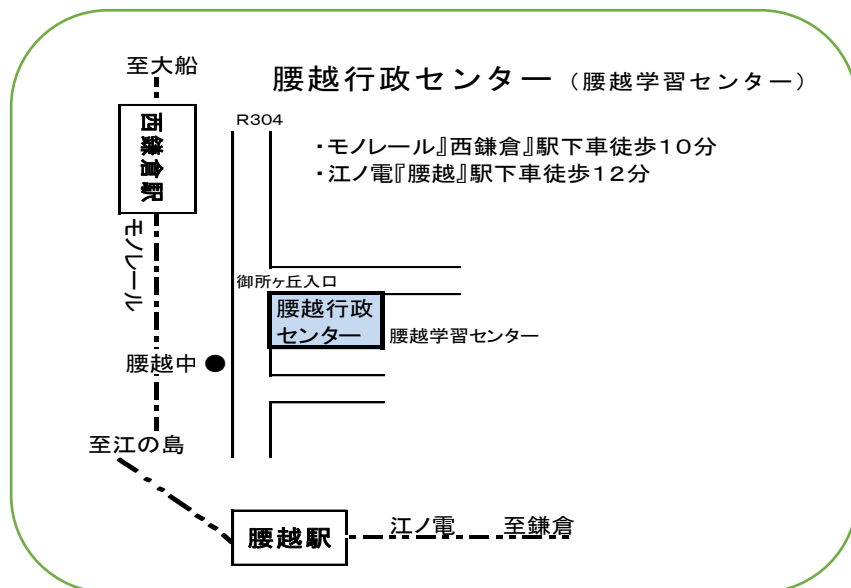 至大船
腰越行政センター（腰越学習センター）
西鎌倉駅
R304
・モノレール『西鎌倉』駅下車徒歩10分
・江ノ電『腰越』駅下車徒歩12分
モノレール
御所ヶ丘入口
腰越行政
センター
腰越学習センター
腰越中
至江の島
腰越駅
江ノ電
至鎌倉